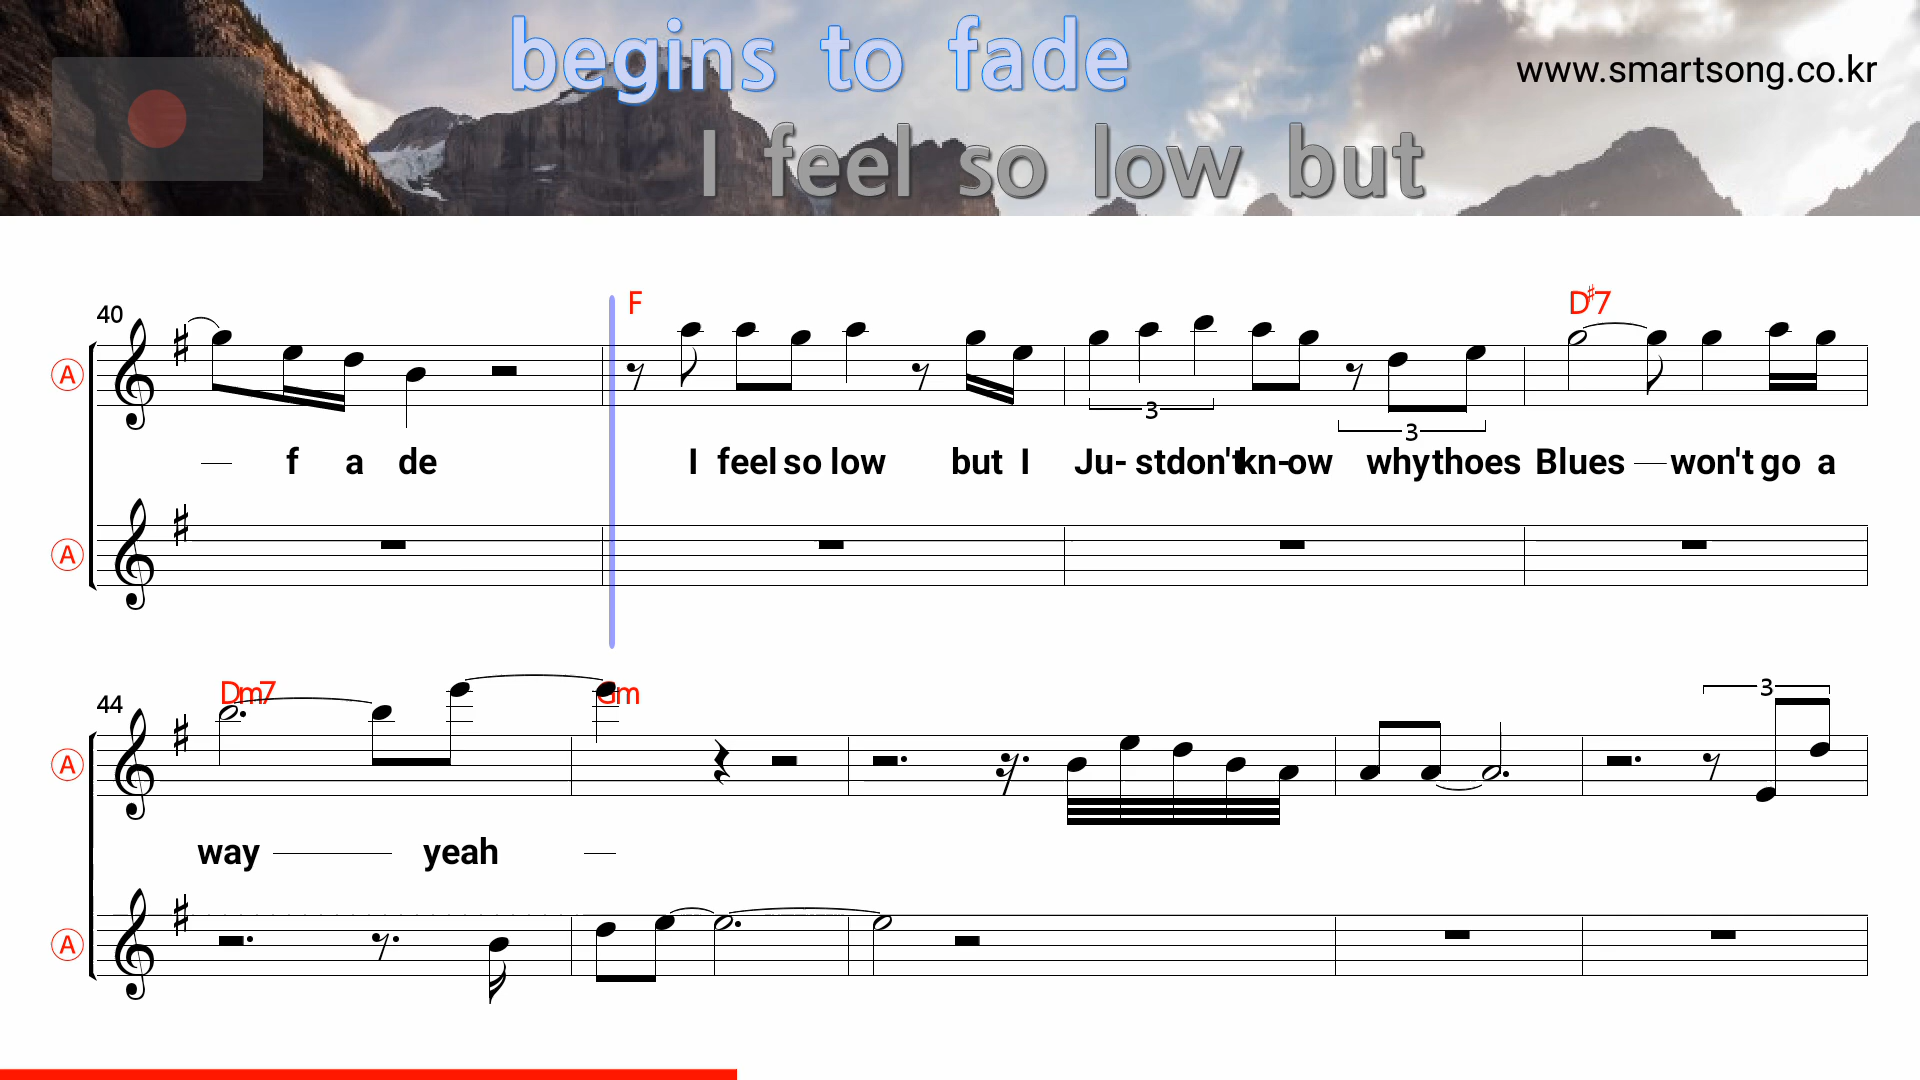 begins to fade
www.smartsong.co.kr
I feel so low but
40
F
D♯7
A
3
3
f a de I feel so low but I Ju- stdon't kn-ow whythoes Blues won't go a
A
44
Dm7 Gm
3
A
way yeah
A